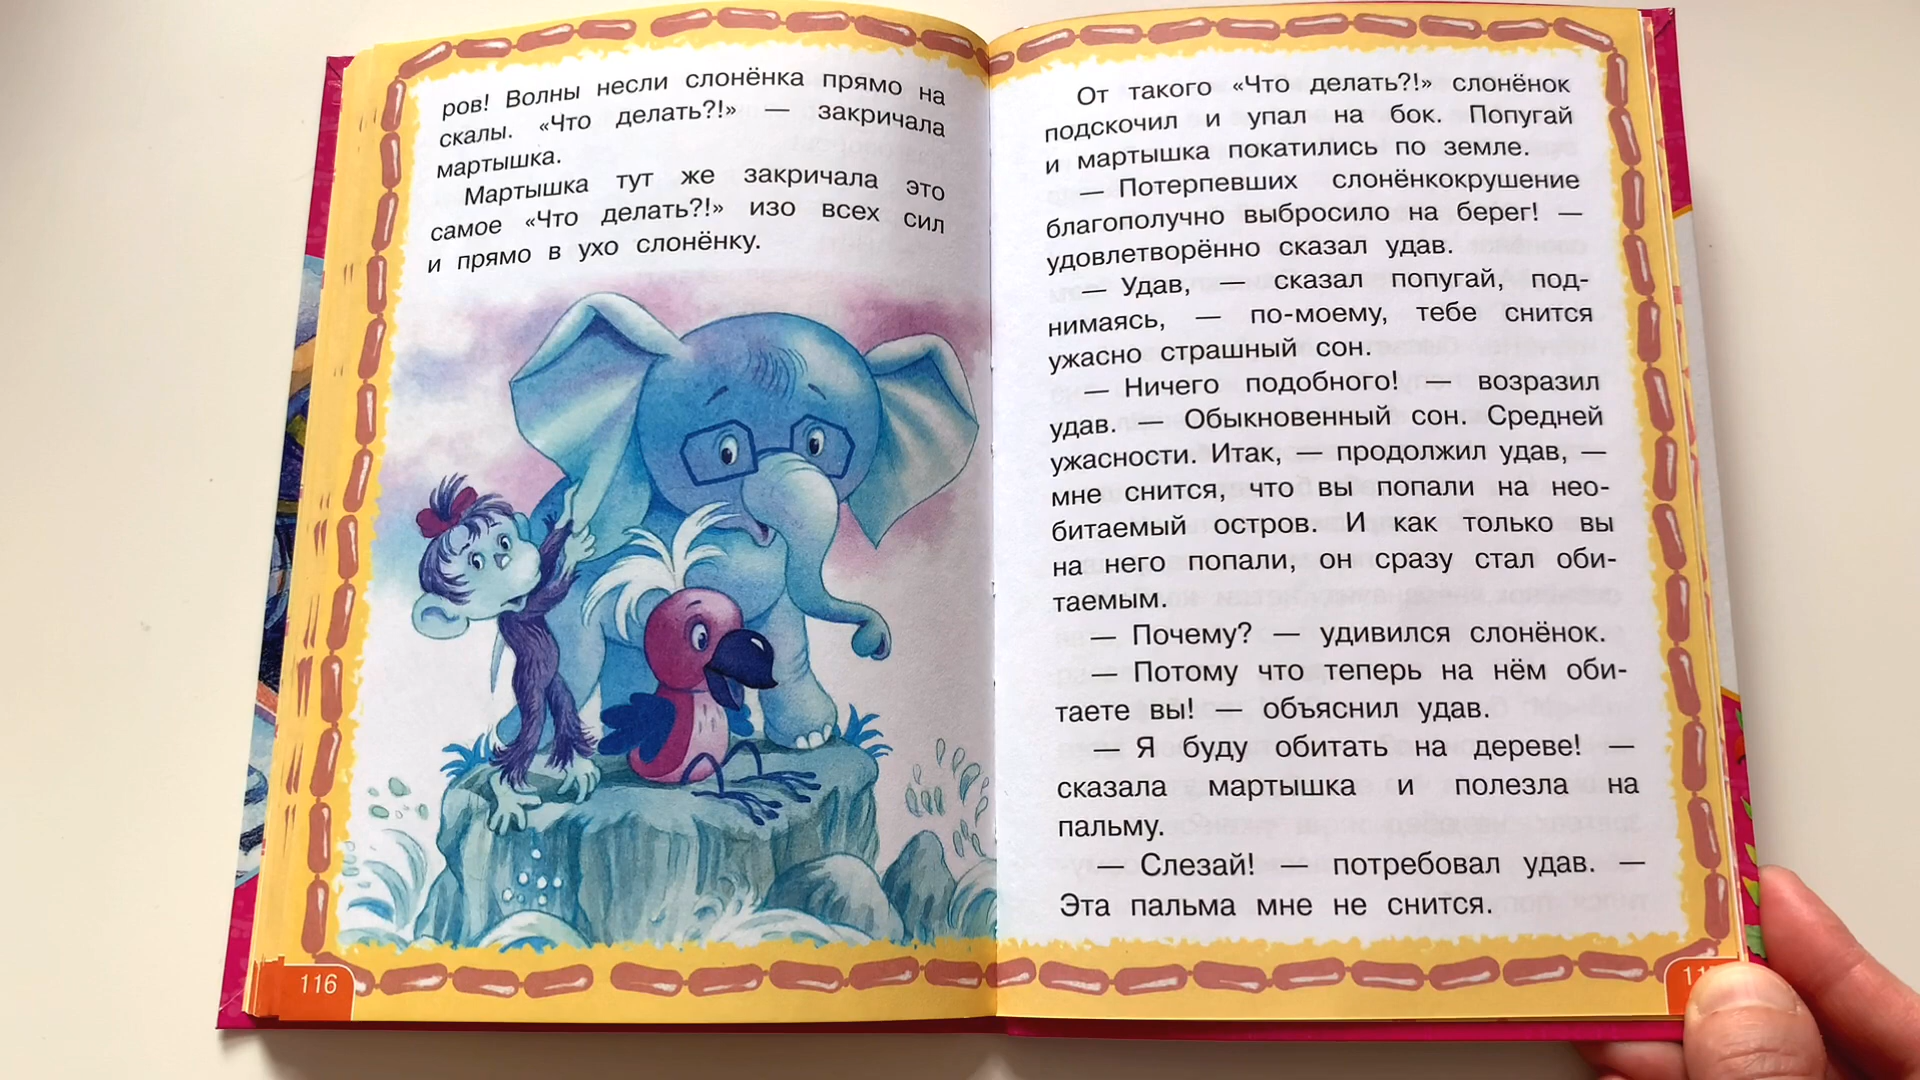 ров! Волны несли слонёнка прямо на
скалы. «Что делать?!» — закричала
мартышка.
Мартышка тут же закричала это
самое «Что делать?!» изо всех сил
и прямо в ухо слонёнку.
116
От такого «Что делать?!» слонёнок
подскочил и упал на бок. Попугай
и мартышка покатились по земле.
— Потерпевших слонёнкокрушение
благополучно выбросило на берег! —
удовлетворённо сказал удав.
— Удав, — сказал попугай, под-
нимаясь, — по-моему, тебе снится
ужасно страшный сон.
— Ничего подобного! — возразил
удав. — Обыкновенный сон. Средней
ужасности. Итак, — продолжил удав, —
мне снится, что вы попали на нео-
битаемый остров. И как только вы
на него попали, он сразу стал оби-
таемым.
— Почему? — удивился слонёнок.
— Потому что теперь на нём оби-
таете вы! — объяснил удав.
— Я буду обитать на дереве! —
сказала мартышка и полезла на
пальму.
— Слезай! — потребовал удав. —
Эта пальма мне не снится.